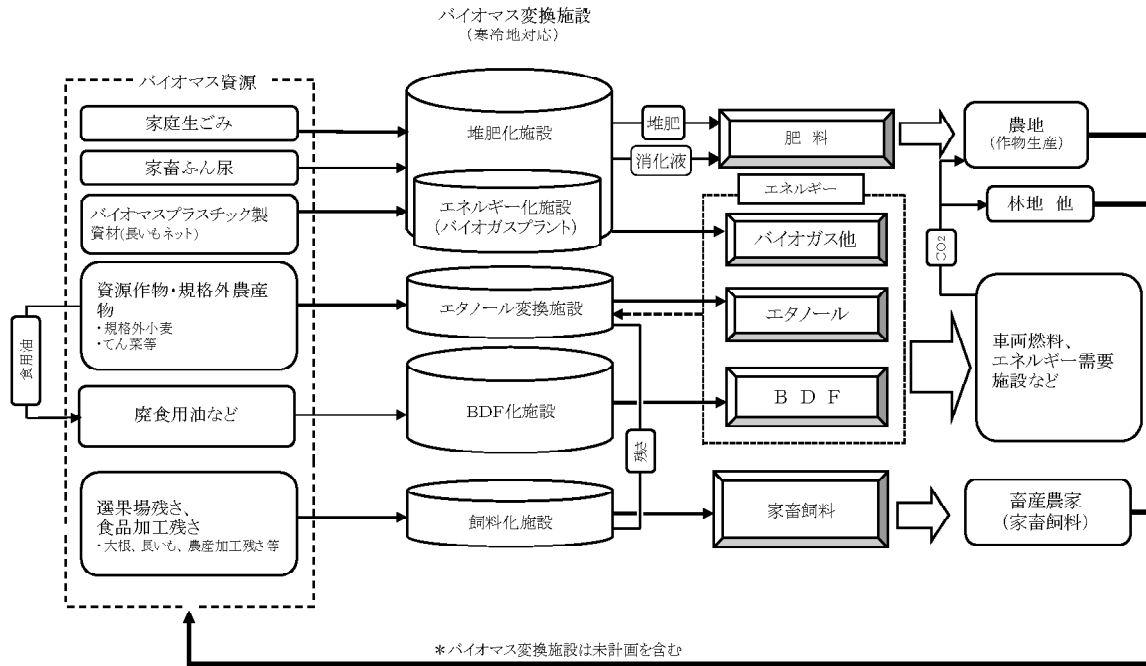 バイオマス変換施設
(寒冷地対応)
バイオマス資源
家庭生ごみ
家畜ふん尿
バイオマスプラスチック製
資材(長いもネット)
資源作物・規格外農産
物
・規格外小麦
・てん菜等
食用油
廃食用油など
選果場残さ、
食品加工残さ
・大根、長いも、農産加工残さ等
堆肥化施設
エネルギー化施設
(バイオガスプラント)
エタノール変換施設
BDF化施設
残さ
飼料化施設
堆肥
消化液
肥 料
エネルギー
バイオガス他
エタノール
B D F
家畜飼料
農地
(作物生産)
林地 他
CO2
車両燃料、
エネルギー需要
施設など
畜産農家
(家畜飼料)
*バイオマス変換施設は未計画を含む